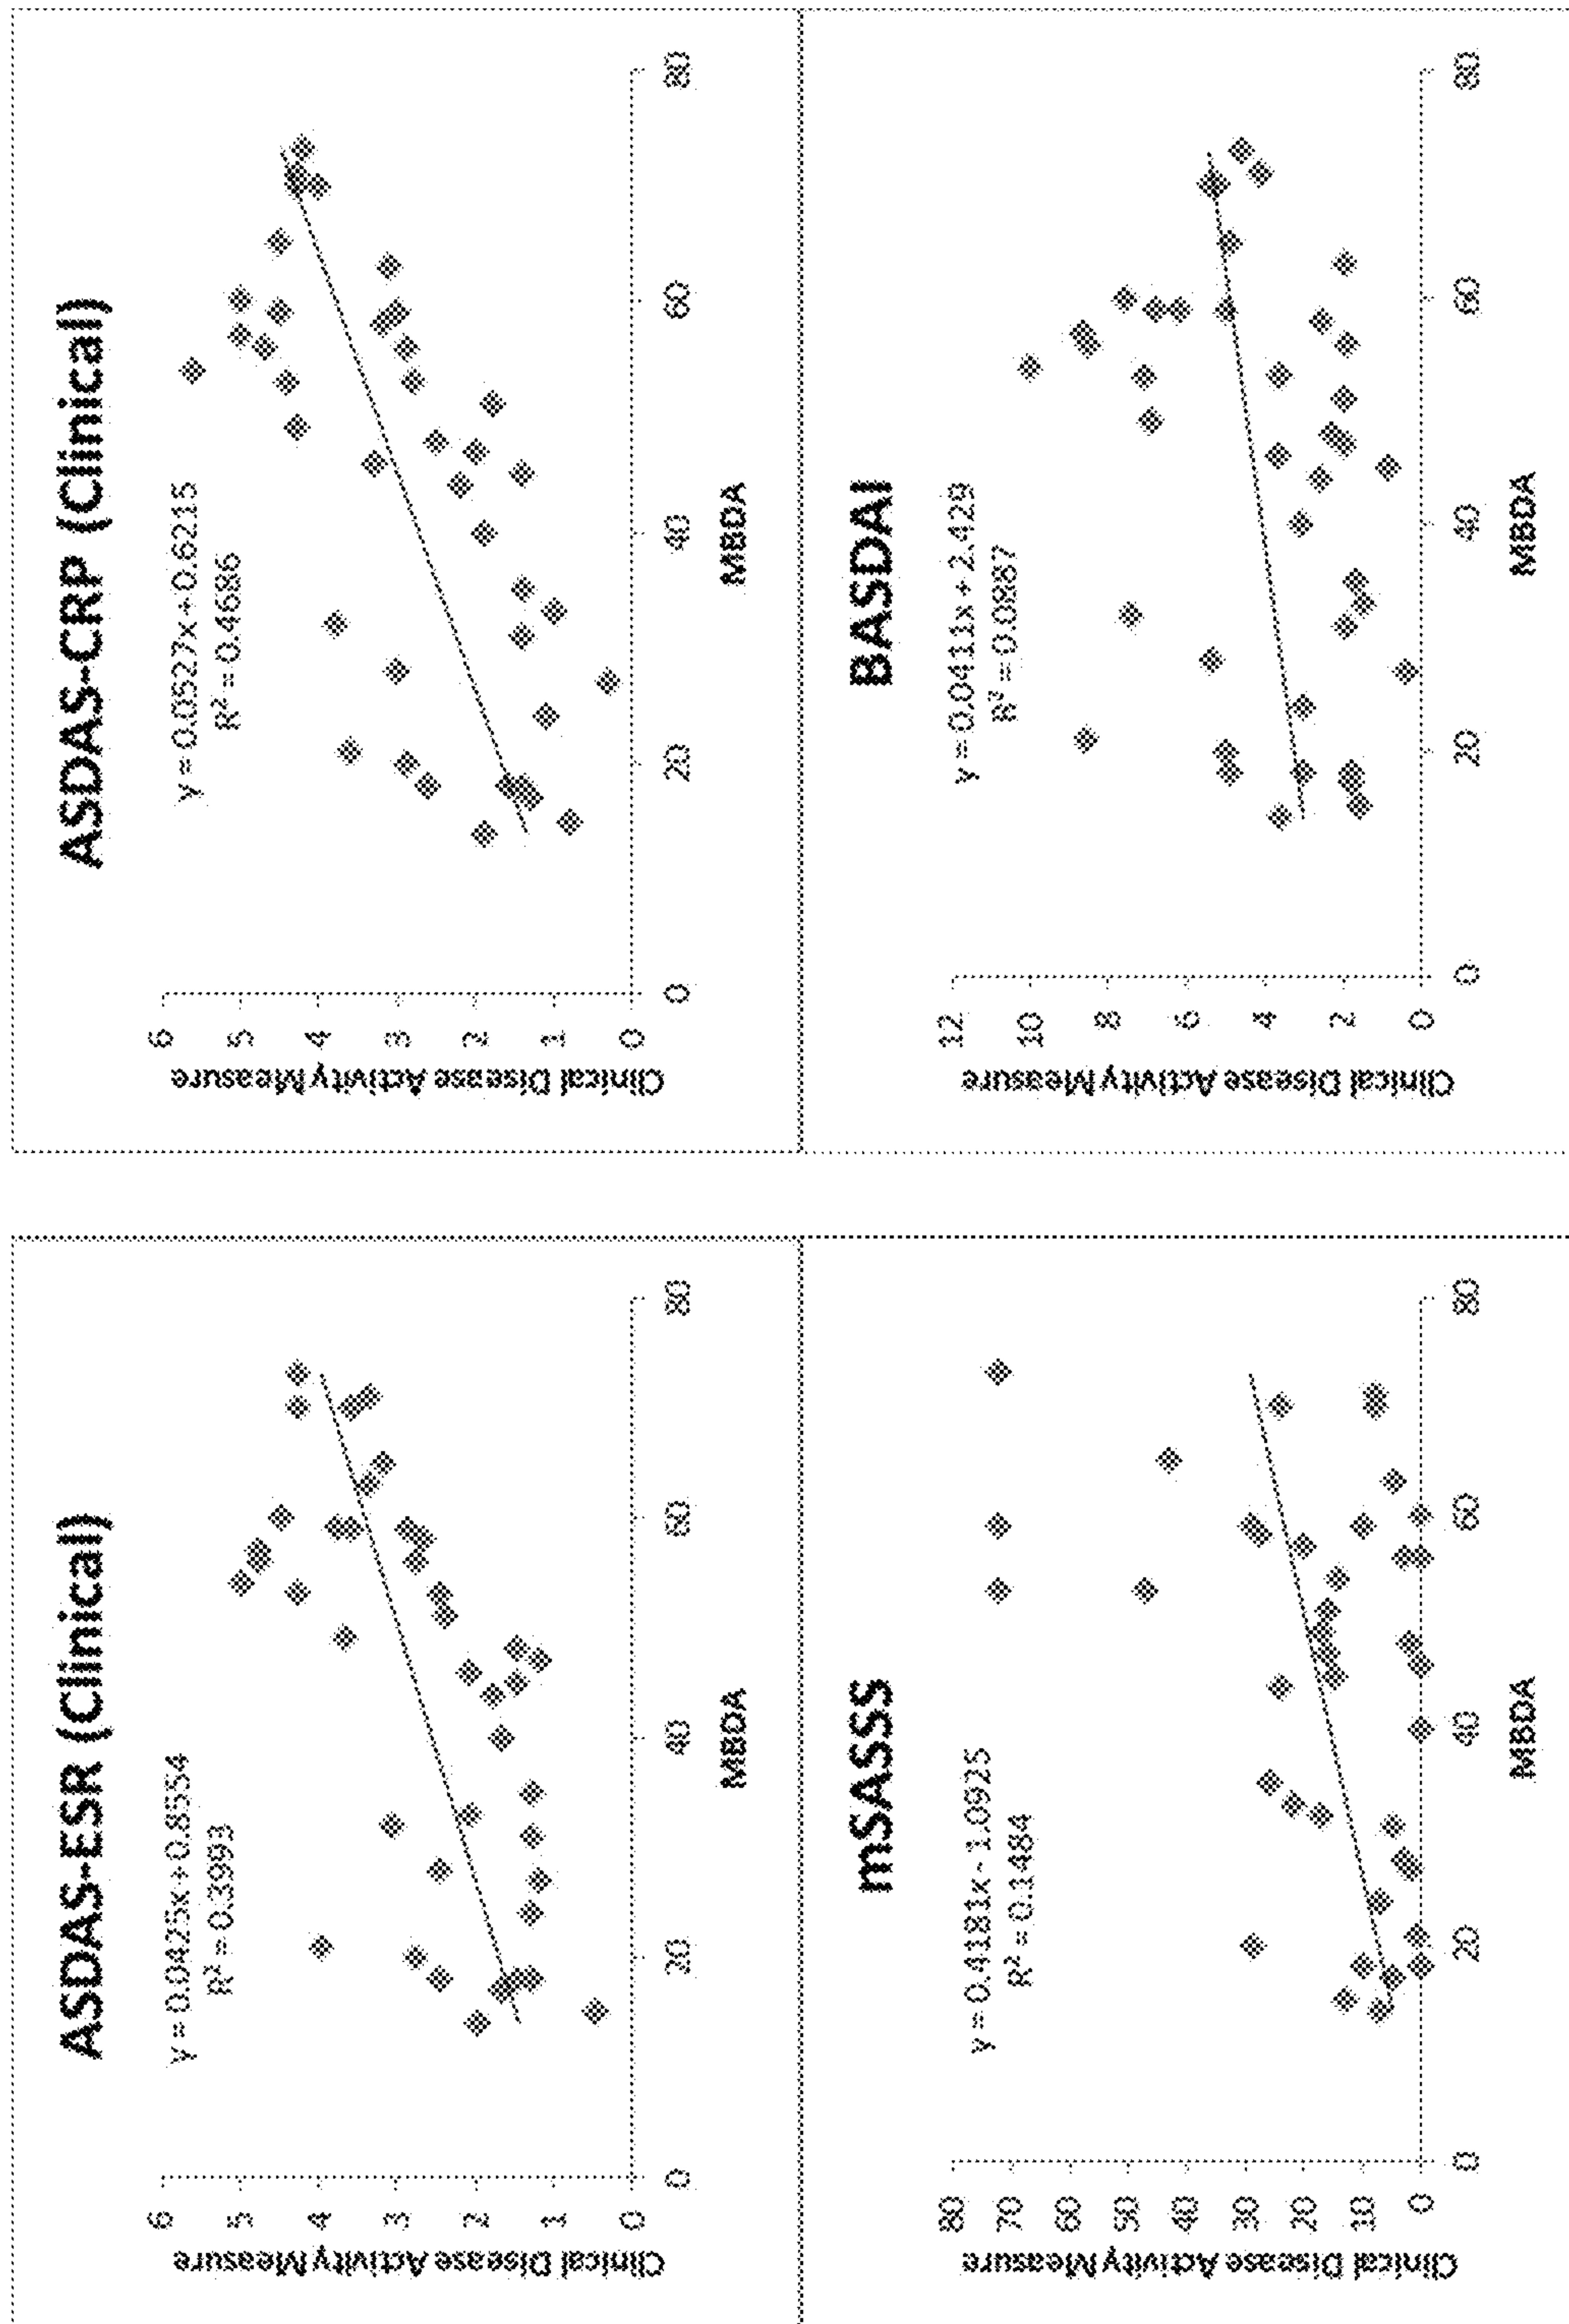 ASDAS-ESR (Clinical)
y = 0.0425x + 0.8554
R² = 0.3993
Clinical Disease Activity Measure
6
5
4
3
2
1
0
0
20
40
60
80
MBDA
ASDAS-CRP (Clinical)
y = 0.0527x + 0.6215
R² = 0.4686
Clinical Disease Activity Measure
6
5
4
3
2
1
0
0
20
40
60
80
MBDA
mSASSS
y = 0.4181x - 1.0925
R² = 0.1484
Clinical Disease Activity Measure
80
70
60
50
40
30
20
10
0
0
20
40
60
80
MBDA
BASDAI
y = 0.0411x + 2.429
R² = 0.0887
Clinical Disease Activity Measure
12
10
8
6
4
2
0
0
20
40
60
80
MBDA